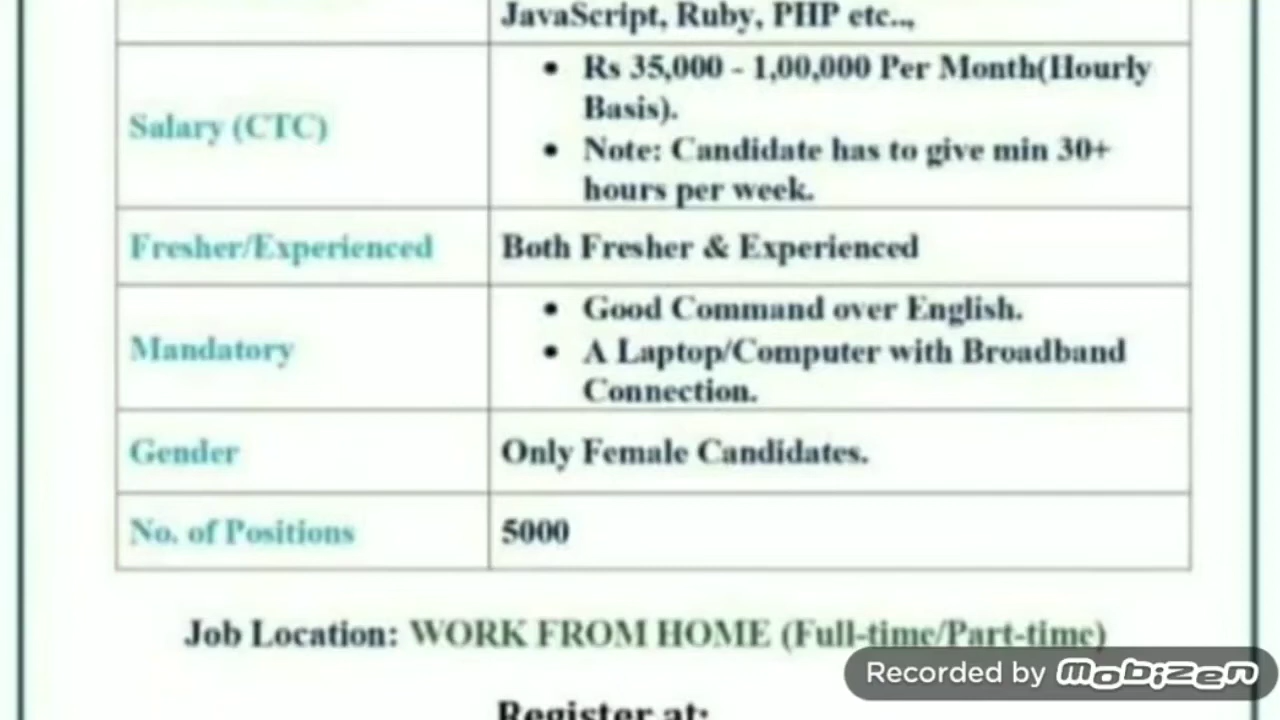 JavaScript, Ruby, PHP etc..,
Salary (CTC)
• Rs 35,000 - 1,00,000 Per Month(Hourly
Basis).
• Note: Candidate has to give min 30+
hours per week.
Fresher/Experienced
Both Fresher & Experienced
Mandatory
• Good Command over English.
• A Laptop/Computer with Broadband
Connection.
Gender
Only Female Candidates.
No. of Positions
5000
Job Location: WORK FROM HOME (Full-time/Part-time)
Recorded by mobizen
Register at: